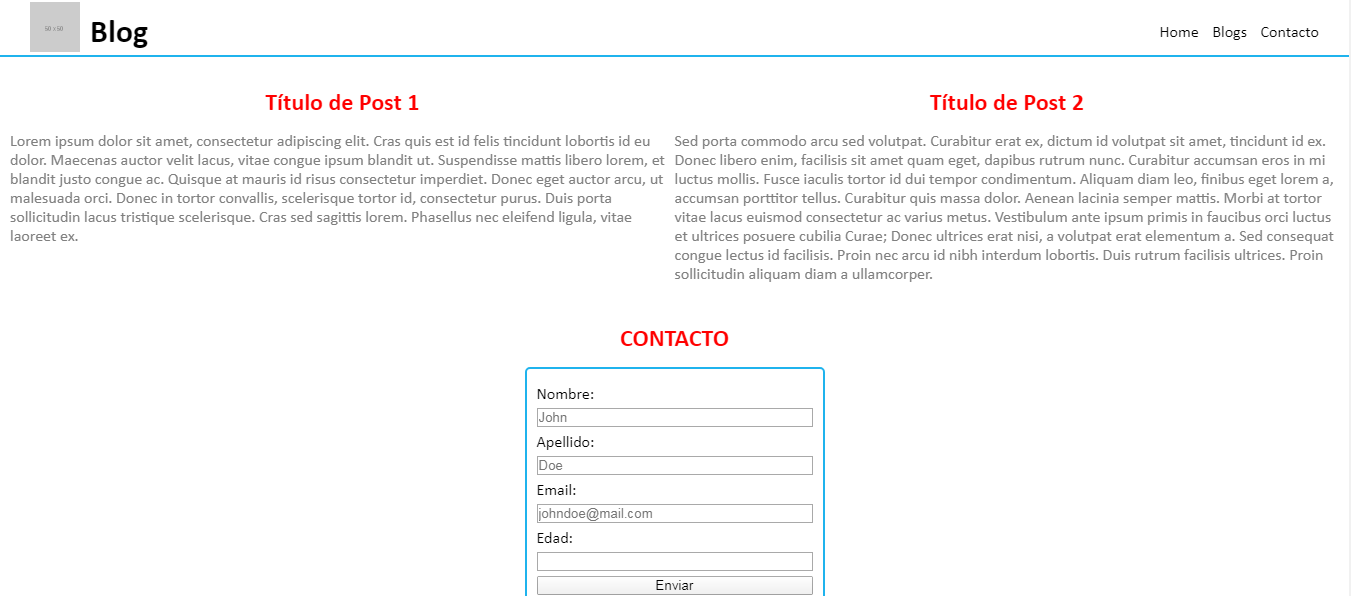 50 x 50
Blog
Home Blogs Contacto
Título de Post 1
Lorem ipsum dolor sit amet, consectetur adipiscing elit. Cras quis est id felis tincidunt lobortis id eu
dolor. Maecenas auctor velit lacus, vitae congue ipsum blandit ut. Suspendisse mattis libero lorem, et
blandit justo congue ac. Quisque at mauris id risus consectetur imperdiet. Donec eget auctor arcu, ut
malesuada orci. Donec in tortor convallis, scelerisque tortor id, consectetur purus. Duis porta
sollicitudin lacus tristique scelerisque. Cras sed sagittis lorem. Phasellus nec eleifend ligula, vitae
laoreet ex.
Título de Post 2
Sed porta commodo arcu sed volutpat. Curabitur erat ex, dictum id volutpat sit amet, tincidunt id ex.
Donec libero enim, facilisis sit amet quam eget, dapibus rutrum nunc. Curabitur accumsan eros in mi
luctus mollis. Fusce iaculis tortor id dui tempor condimentum. Aliquam diam leo, finibus eget lorem a,
accumsan porttitor tellus. Curabitur quis massa dolor. Aenean lacinia semper mattis. Morbi at tortor
vitae lacus euismod consectetur ac varius metus. Vestibulum ante ipsum primis in faucibus orci luctus
et ultrices posuere cubilia Curae; Donec ultrices erat nisi, a volutpat erat elementum a. Sed consequat
congue lectus id facilisis. Proin nec arcu id nibh interdum lobortis. Duis rutrum facilisis ultrices. Proin
sollicitudin aliquam diam a ullamcorper.
CONTACTO
Nombre:
John
Apellido:
Doe
Email:
johndoe@mail.com
Edad:
Enviar